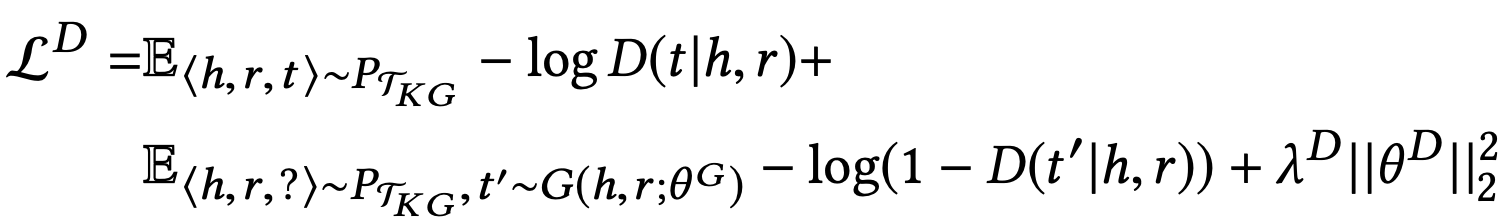 ℒ^D = 𝔼_{⟨h, r, t⟩∼P_{𝒯_{KG}}} − log D(t|h, r)+
𝔼_{⟨h, r, ?⟩∼P_{𝒯_{KG}}, t′∼G(h, r; θ^G)} − log(1 − D(t′|h, r)) + λ^D||θ^D||_2^2